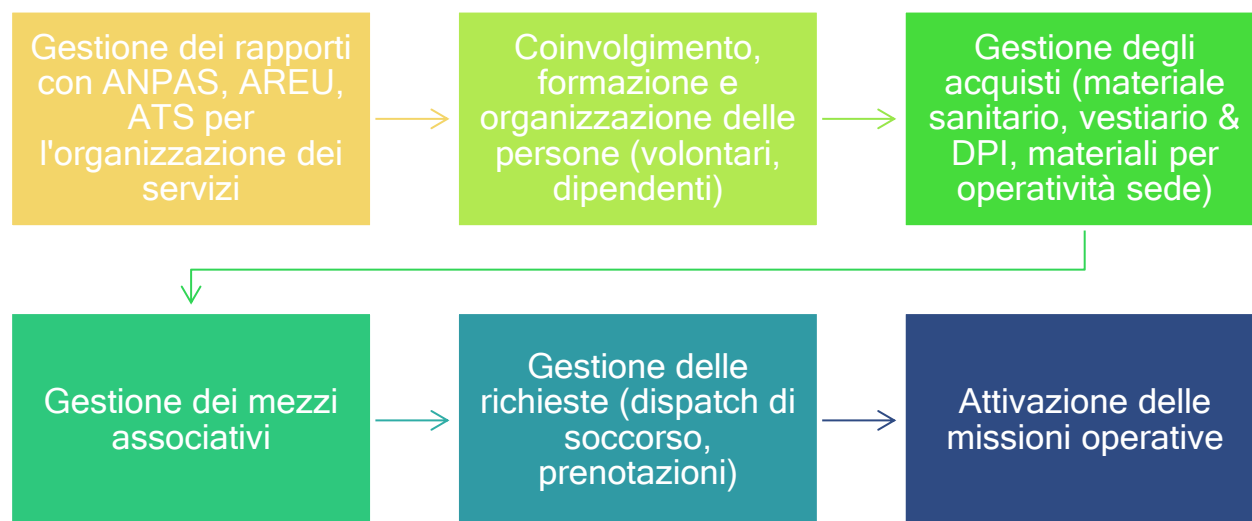 Gestione dei rapporti
con ANPAS, AREU,
ATS per
l'organizzazione dei
servizi
Coinvolgimento,
formazione e
organizzazione delle
persone (volontari,
dipendenti)
Gestione degli
acquisti (materiale
sanitario, vestiario &
DPI, materiali per
operatività sede)
Gestione dei mezzi
associativi
Gestione delle
richieste (dispatch di
soccorso,
prenotazioni)
Attivazione delle
missioni operative